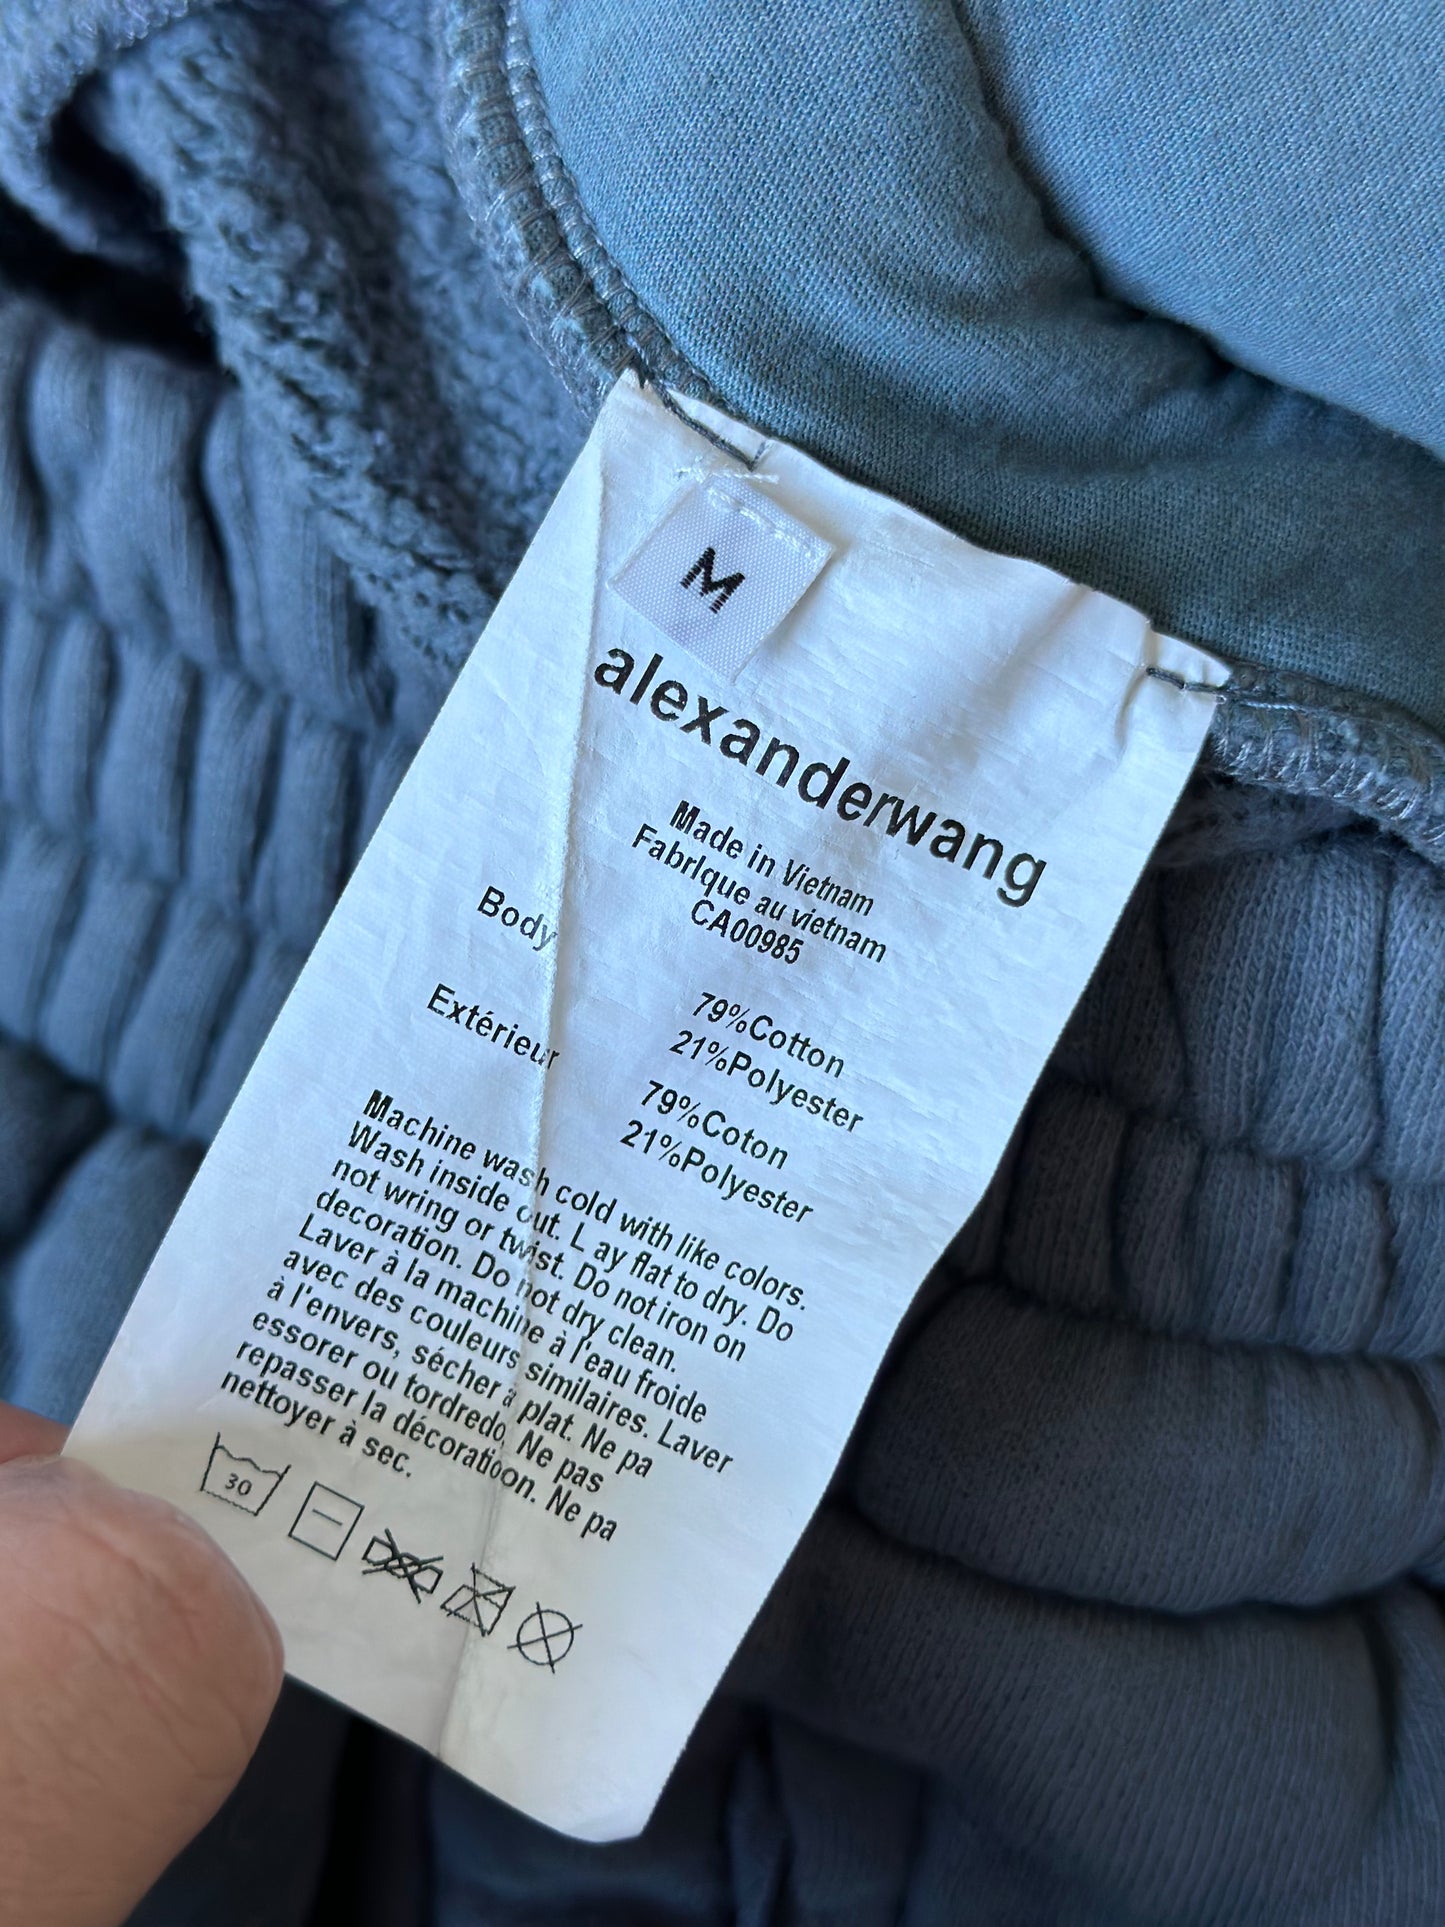 M
alexanderwang
Made in Vietnam
Fabrique au vietnam
CA00985
Body
79%Cotton
21%Polyester
Extérieur
79%Coton
21%Polyester
Machine wash cold with like colors.
Wash inside out. L ay flat to dry. Do
not wring or twist. Do not iron on
decoration. Do not dry clean.
Laver à la machine à l'eau froide
avec des couleurs similaires. Laver
à l'envers, sécher à plat. Ne pa
essorer ou tordredo, Ne pas
repasser la décoratioon. Ne pa
nettoyer à sec.
30